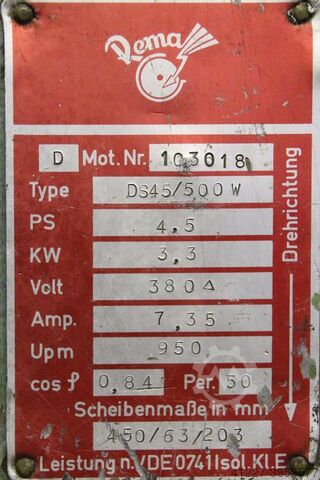 Rema
D Mot.Nr. 103018
Type DS45/500 W
PS 4,5
KW 3,3
Volt 380 Δ
Amp. 7,35
Upm 950
cos φ 0,84 Per. 50
Scheibenmaße in mm
450/63/203
Leistung n. VDE 0741 Isol. KL E
Drehrichtung